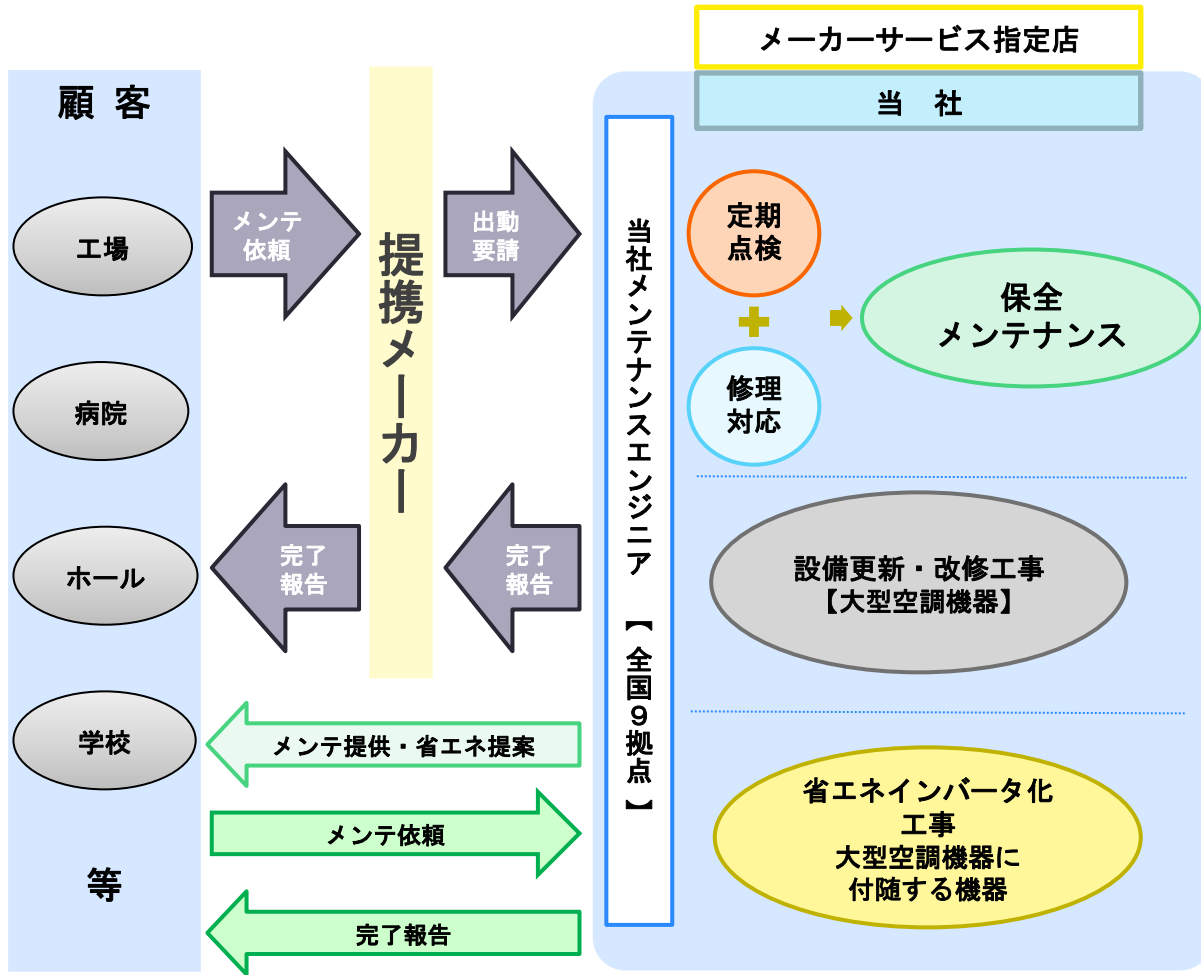 メーカーサービス指定店
当 社
顧 客
工場
病院
ホール
学校
等
メンテ
依頼
提携メーカー
出動
要請
完了
報告
完了
報告
メンテ提供・省エネ提案
メンテ依頼
完了報告
当社メンテナンスエンジニア 【全国9拠点】
定期
点検
修理
対応
保全
メンテナンス
設備更新・改修工事
【大型空調機器】
省エネインバータ化
工事
大型空調機器に
付随する機器